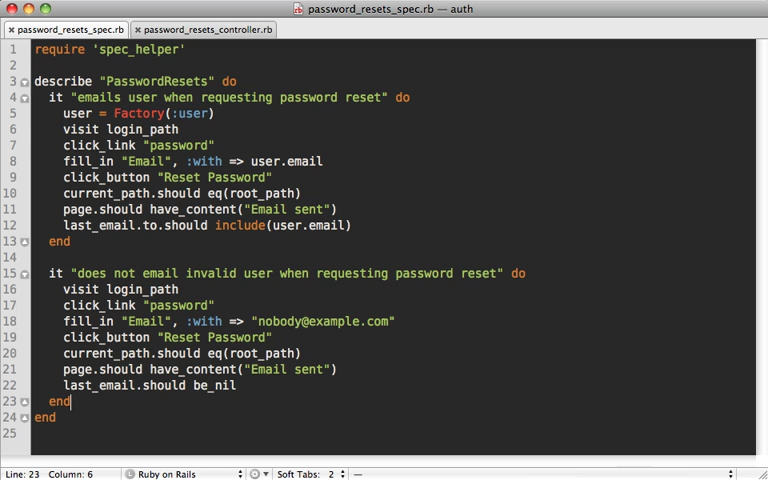 password_resets_spec.rb — auth
password_resets_spec.rb
password_resets_controller.rb
1 require 'spec_helper'
2
3 describe "PasswordResets" do
4 it "emails user when requesting password reset" do
5 user = Factory(:user)
6 visit login_path
7 click_link "password"
8 fill_in "Email", :with => user.email
9 click_button "Reset Password"
10 current_path.should eq(root_path)
11 page.should have_content("Email sent")
12 last_email.to.should include(user.email)
13 end
14
15 it "does not email invalid user when requesting password reset" do
16 visit login_path
17 click_link "password"
18 fill_in "Email", :with => "nobody@example.com"
19 click_button "Reset Password"
20 current_path.should eq(root_path)
21 page.should have_content("Email sent")
22 last_email.should be_nil
23 end
24 end
25
Line: 23 Column: 6 Ruby on Rails Soft Tabs: 2 —